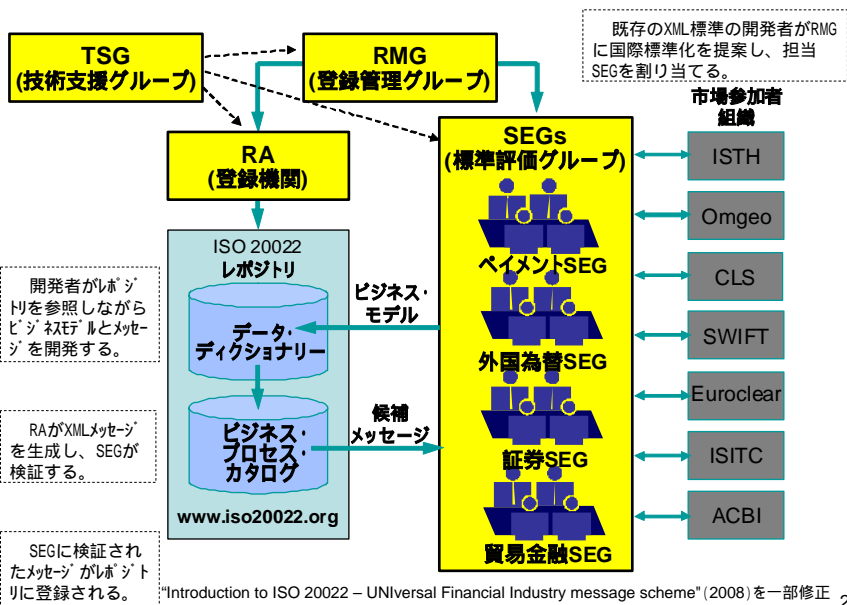 TSG
(技術支援グループ)
RMG
(登録管理グループ)
既存のXML標準の開発者がRMG
に国際標準化を提案し、担当
SEGを割り当てる。
市場参加者
組織
RA
(登録機関)
SEGs
(標準評価グループ)
ISTH
Omgeo
CLS
SWIFT
Euroclear
ISITC
ACBI
ISO 20022
レポジトリ
データ・
ディクショナリー
ビジネス・
プロセス・
カタログ
www.iso20022.org
ビジネス・
モデル
候補
メッセージ
ペイメントSEG
外国為替SEG
証券SEG
貿易金融SEG
開発者がﾚﾎﾟｼﾞ
ﾄﾘを参照しながら
ﾋﾞｼﾞﾈｽﾓﾃﾞﾙとﾒｯｾｰ
ｼﾞを開発する。
RAがXMLﾒｯｾｰｼﾞ
を生成し、SEGが
検証する。
SEGに検証され
たﾒｯｾｰｼﾞがﾚﾎﾟｼﾞﾄ
ﾘに登録される。
“Introduction to ISO 20022 – UNIversal Financial Industry message scheme”(2008)を一部修正
2